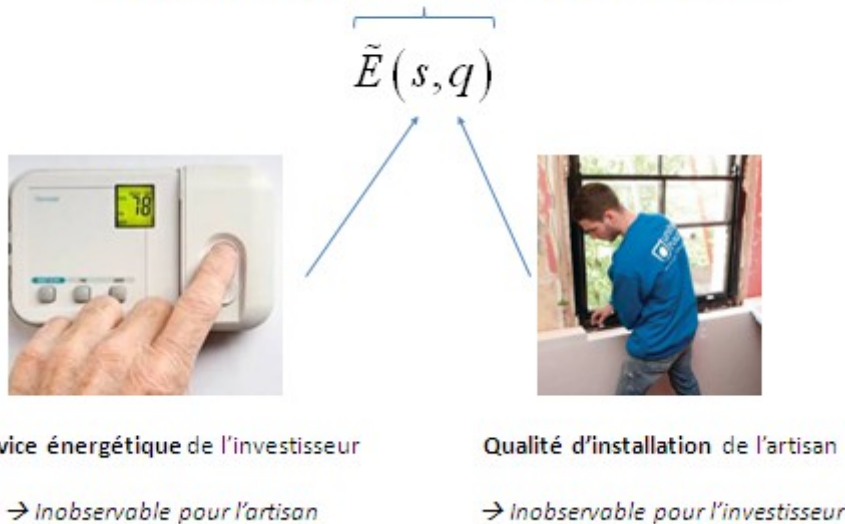 Ẽ(s,q)
78
vice énergétique de l'investisseur
Qualité d'installation de l'artisan
→ Inobservable pour l'artisan
→ Inobservable pour l'investisseur